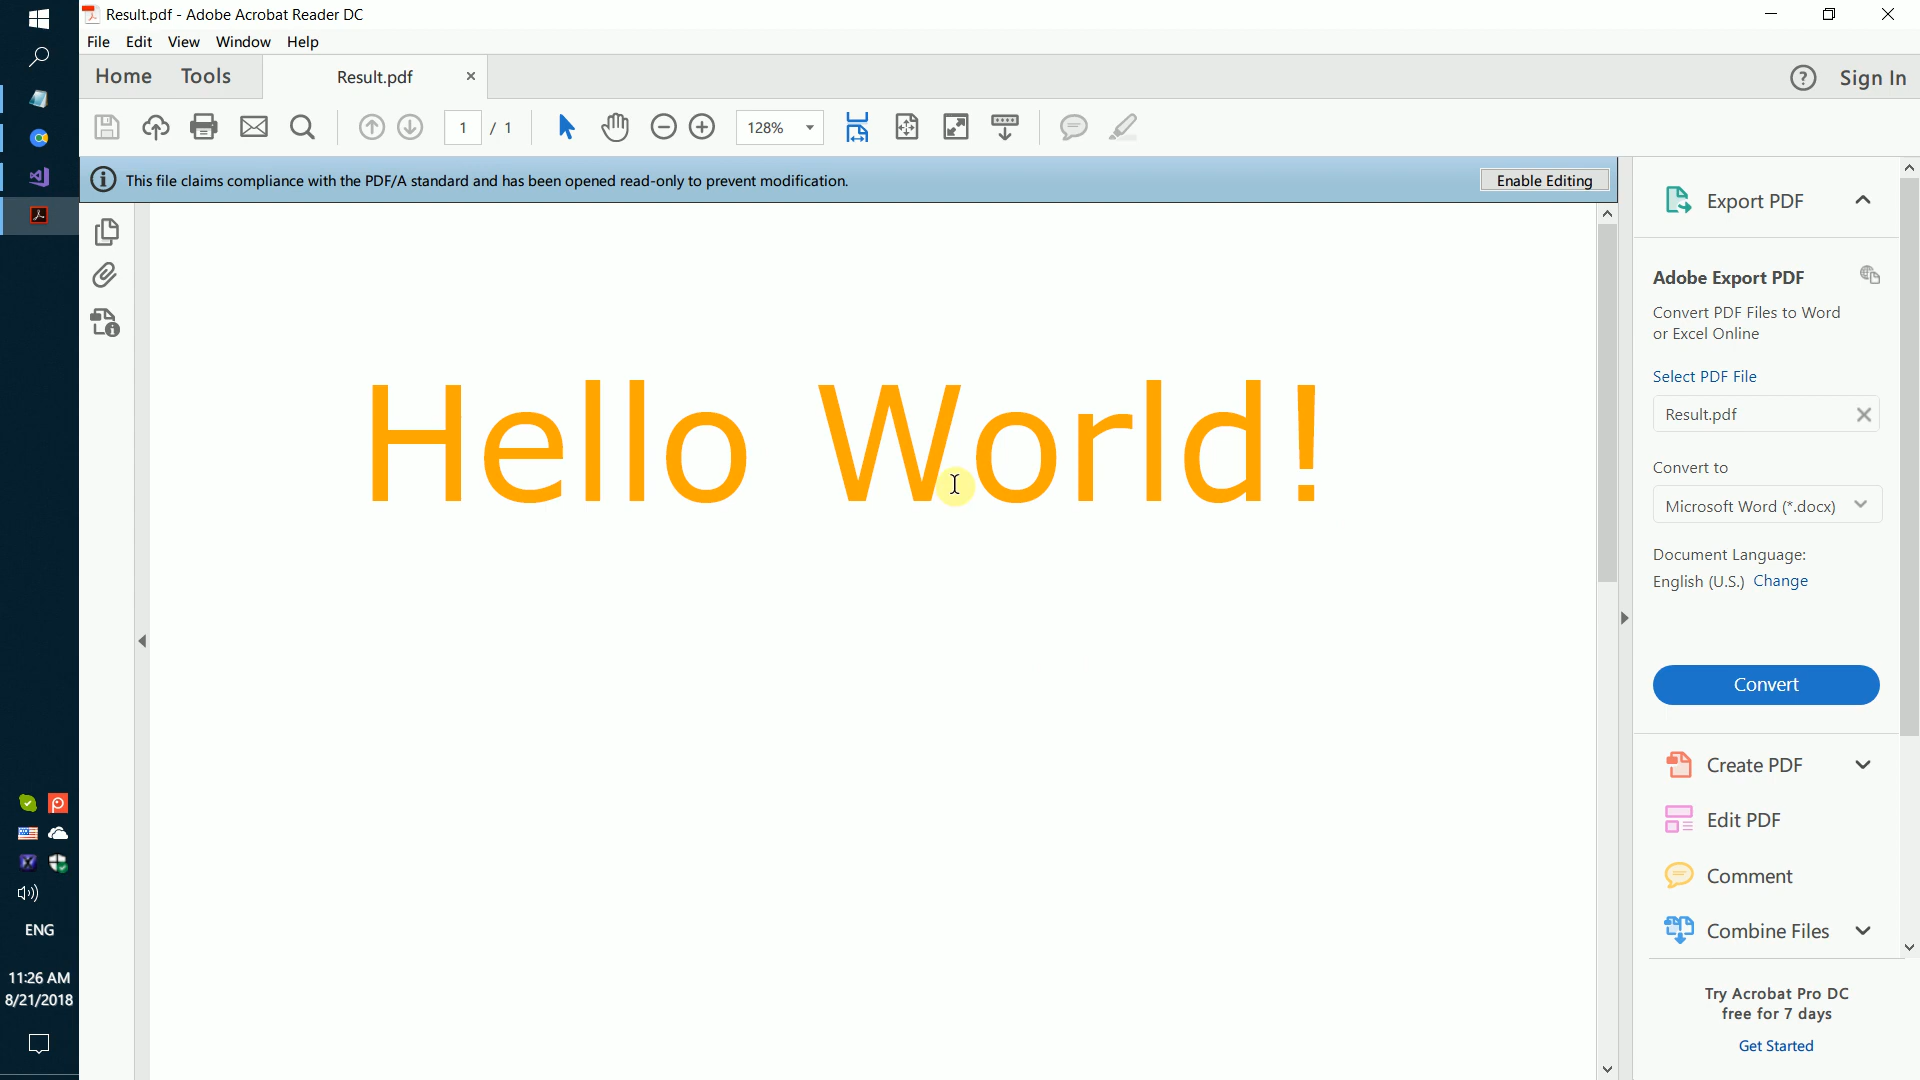 Result.pdf - Adobe Acrobat Reader DC
File Edit View Window Help
Home Tools Result.pdf Sign In
1 / 1 128%
This file claims compliance with the PDF/A standard and has been opened read-only to prevent modification. Enable Editing
Hello World!
Export PDF
Adobe Export PDF
Convert PDF Files to Word
or Excel Online
Select PDF File
Result.pdf
Convert to
Microsoft Word (*.docx)
Document Language:
English (U.S.) Change
Convert
Create PDF
Edit PDF
Comment
Combine Files
Try Acrobat Pro DC
free for 7 days
Get Started
ENG
11:26 AM
8/21/2018